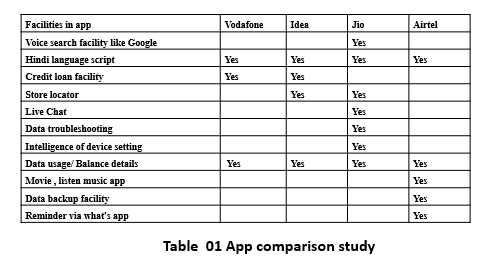 Facilities in app Vodafone Idea Jio Airtel
Voice search facility like Google Yes
Hindi language script Yes Yes Yes Yes
Credit loan facility Yes Yes
Store locator Yes Yes
Live Chat Yes
Data troubleshooting Yes
Intelligence of device setting Yes
Data usage/ Balance details Yes Yes Yes Yes
Movie , listen music app Yes
Data backup facility Yes
Reminder via what's app Yes
Table 01 App comparison study